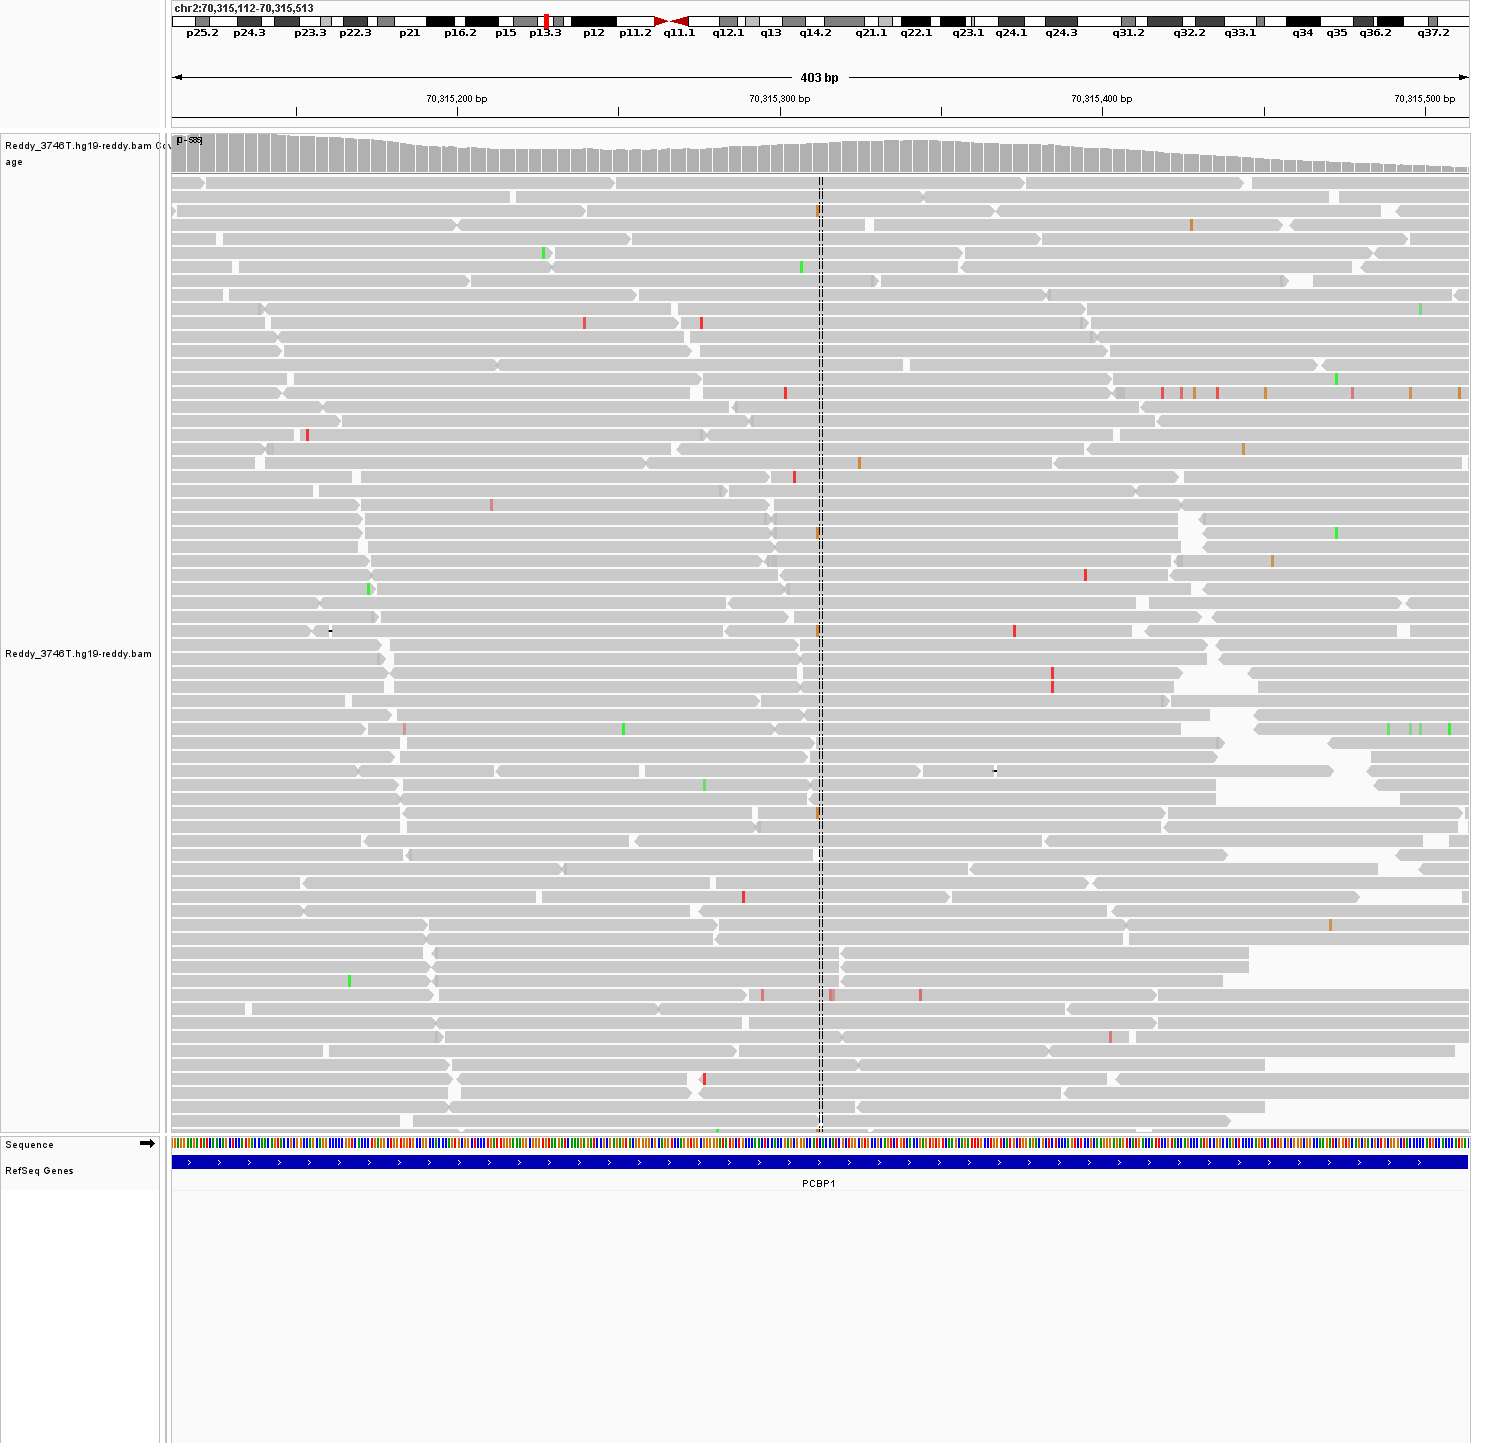 chr2:70,315,112-70,315,513
p25.2 p24.3 p23.3 p22.3 p21 p16.2 p15 p13.3 p12 p11.2 q11.1 q12.1 q13 q14.2 q21.1 q22.1 q23.1 q24.1 q24.3 q31.2 q32.2 q33.1 q34 q35 q36.2 q37.2
403 bp
70,315,200 bp 70,315,300 bp 70,315,400 bp 70,315,500 bp
Reddy_3746T.hg19-reddy.bam Cov
age
Reddy_3746T.hg19-reddy.bam
Sequence
RefSeq Genes
PCBP1